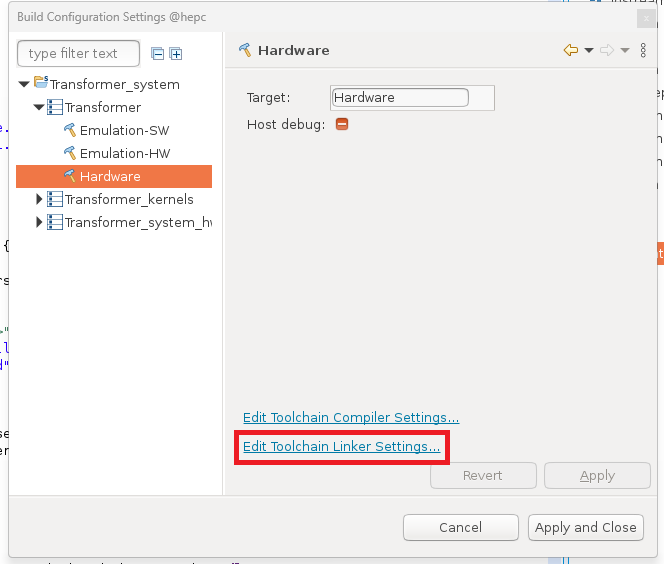 Build Configuration Settings @hepc
type filter text
Transformer_system
Transformer
Emulation-SW
Emulation-HW
Hardware
Transformer_kernels
Transformer_system_hw
Hardware
Target: Hardware
Host debug:
Edit Toolchain Compiler Settings...
Edit Toolchain Linker Settings...
Revert
Apply
Cancel
Apply and Close